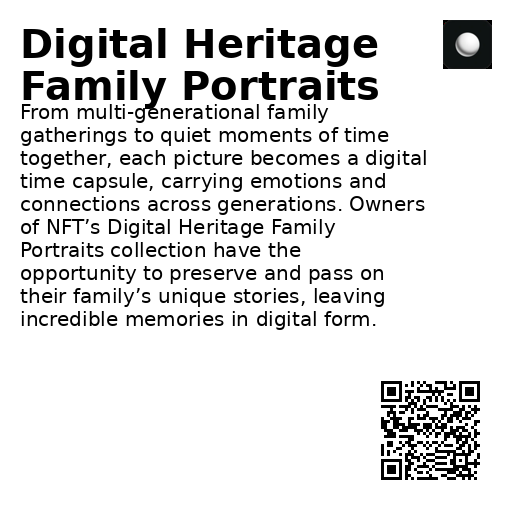 Digital Heritage
Family Portraits
From multi-generational family
gatherings to quiet moments of time
together, each picture becomes a digital
time capsule, carrying emotions and
connections across generations. Owners
of NFT’s Digital Heritage Family
Portraits collection have the
opportunity to preserve and pass on
their family’s unique stories, leaving
incredible memories in digital form.